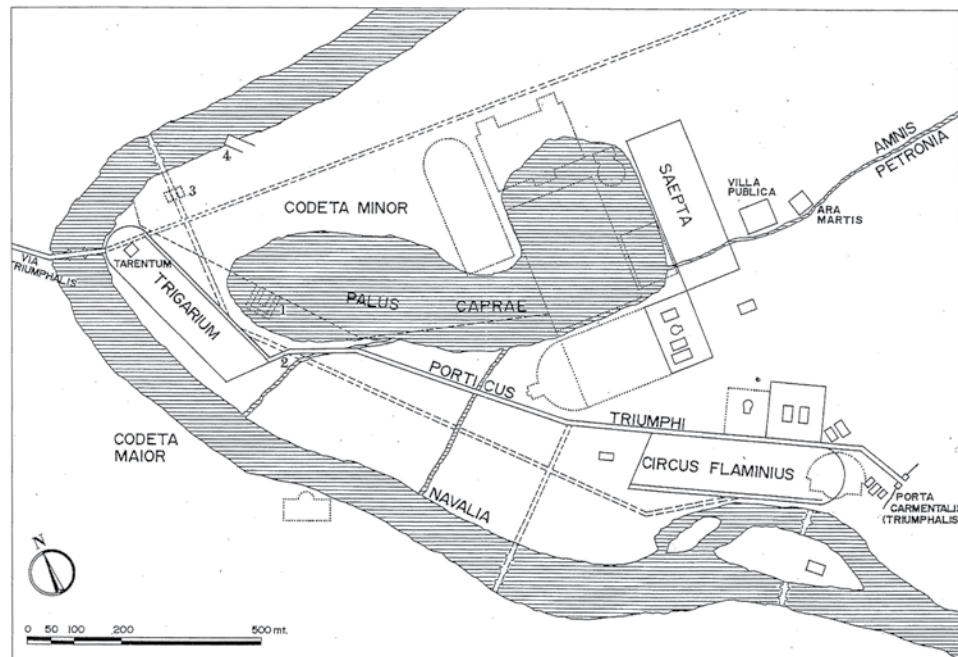 4
3
CODETA MINOR
SAEPTA
VILLA
PUBLICA
ARA
MARTIS
AMNIS
PETRONIA
VIA
TRIUMPHALIS
TARENTUM
TRIGARIUM
PALUS CAPRAE
1
2
PORTICUS TRIUMPHI
CODETA
MAIOR
NAVALIA
CIRCUS FLAMINIUS
PORTA
CARMENTALIS
(TRIUMPHALIS
N
0 50 100 200 500 mt.